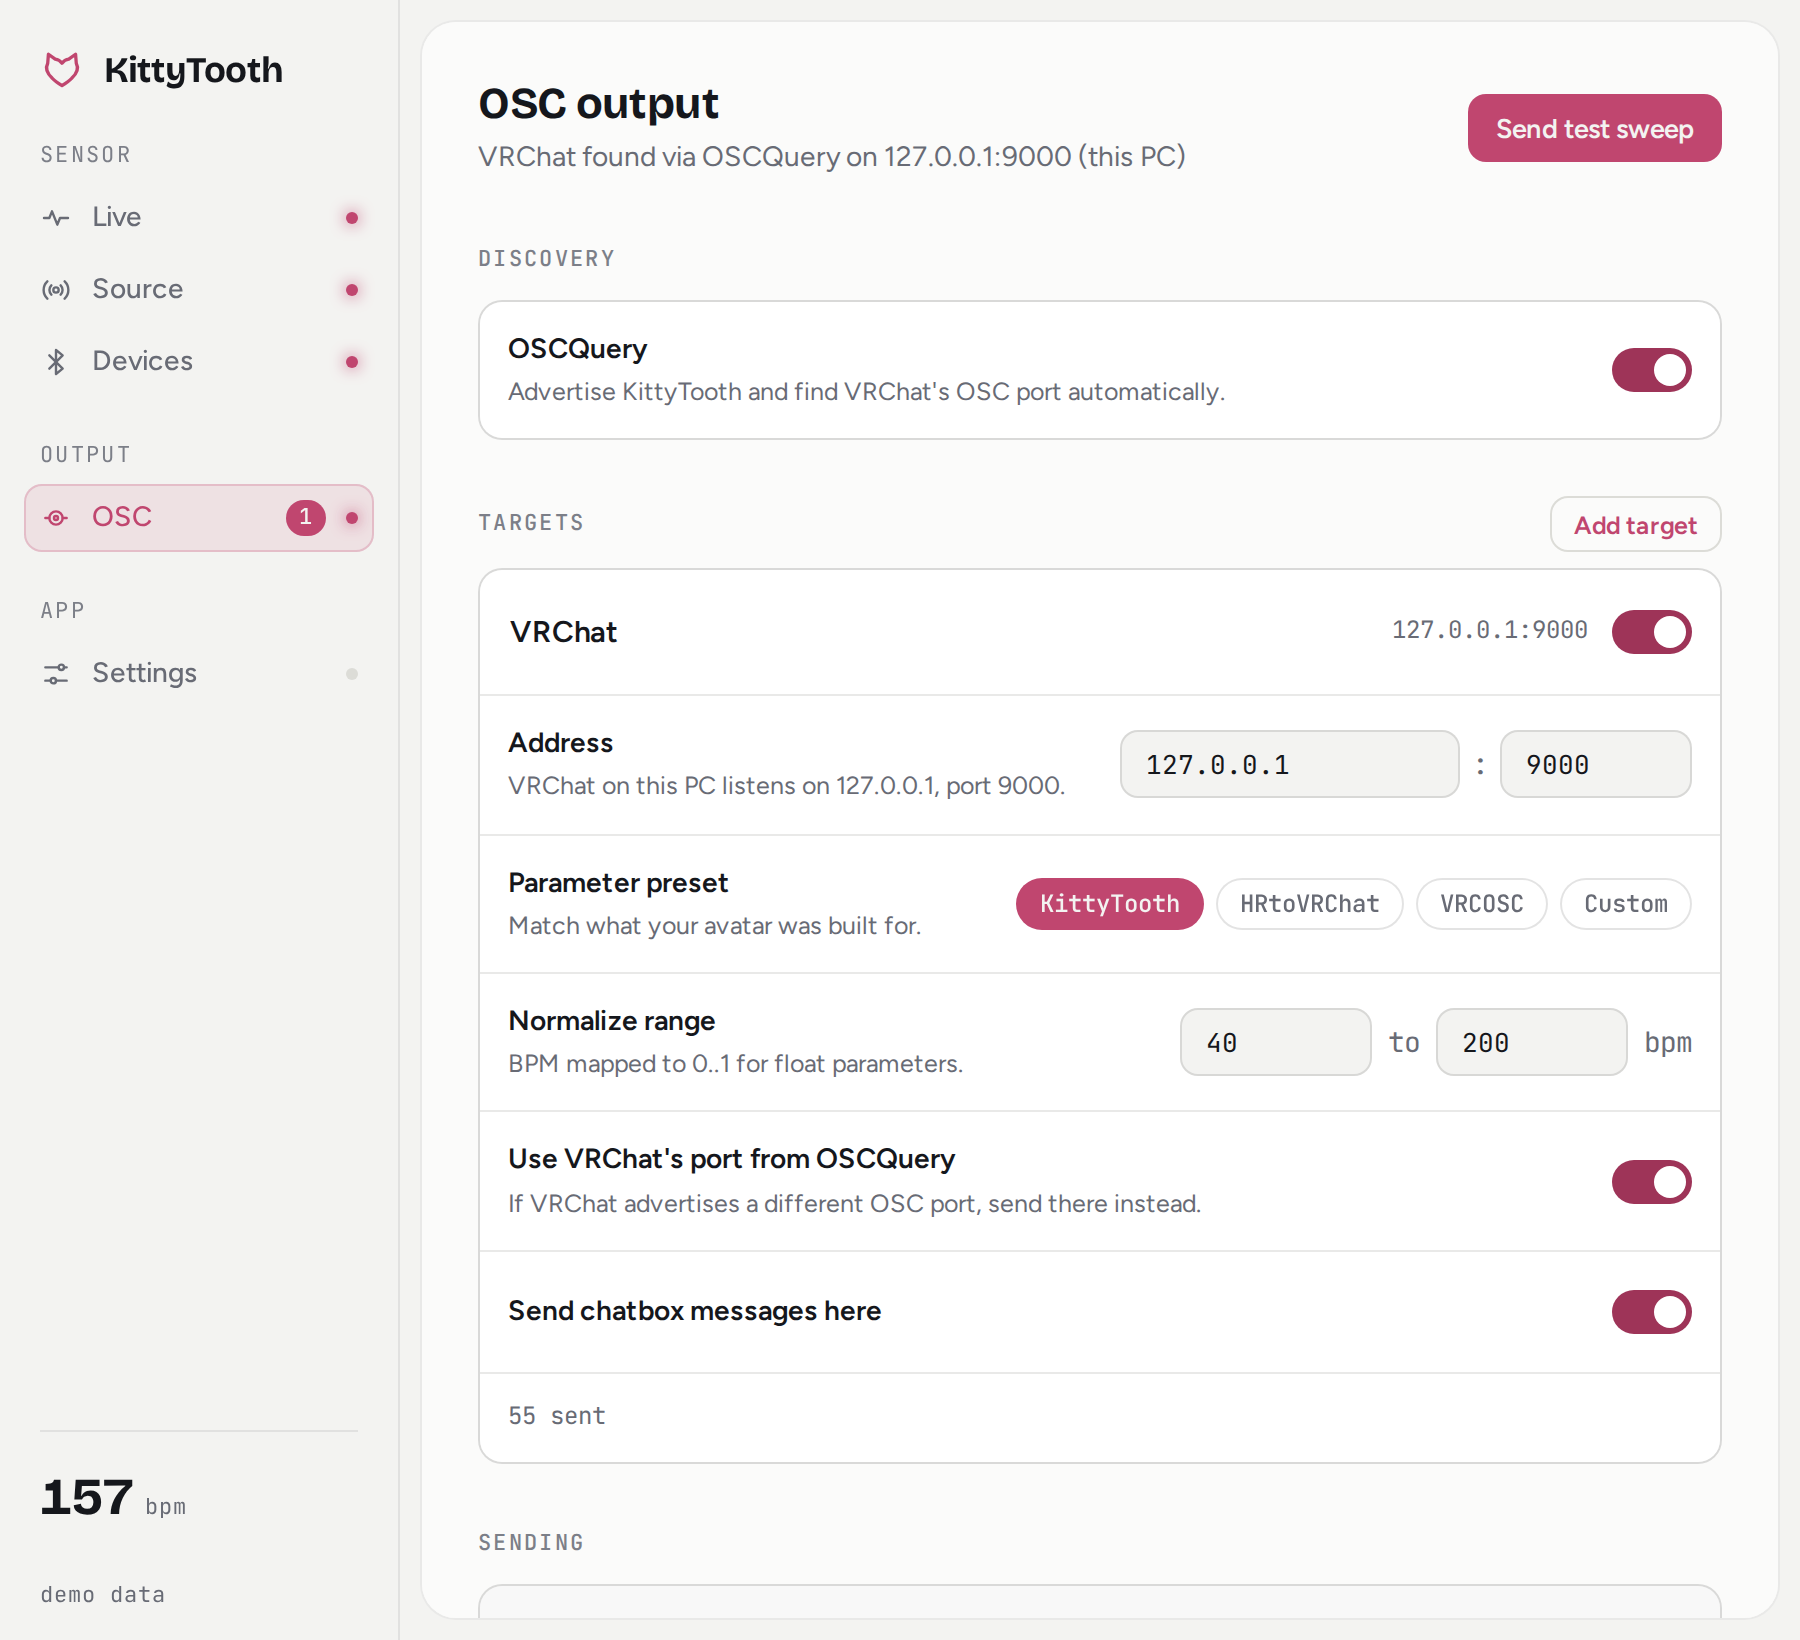 KittyTooth
SENSOR
Live
Source
Devices
OUTPUT
OSC 1
APP
Settings
157 bpm
demo data
OSC output
VRChat found via OSCQuery on 127.0.0.1:9000 (this PC)
Send test sweep
DISCOVERY
OSCQuery
Advertise KittyTooth and find VRChat's OSC port automatically.
TARGETS
Add target
VRChat
127.0.0.1:9000
Address
VRChat on this PC listens on 127.0.0.1, port 9000.
127.0.0.1 : 9000
Parameter preset
Match what your avatar was built for.
KittyTooth HRtoVRChat VRCOSC Custom
Normalize range
BPM mapped to 0..1 for float parameters.
40 to 200 bpm
Use VRChat's port from OSCQuery
If VRChat advertises a different OSC port, send there instead.
Send chatbox messages here
55 sent
SENDING